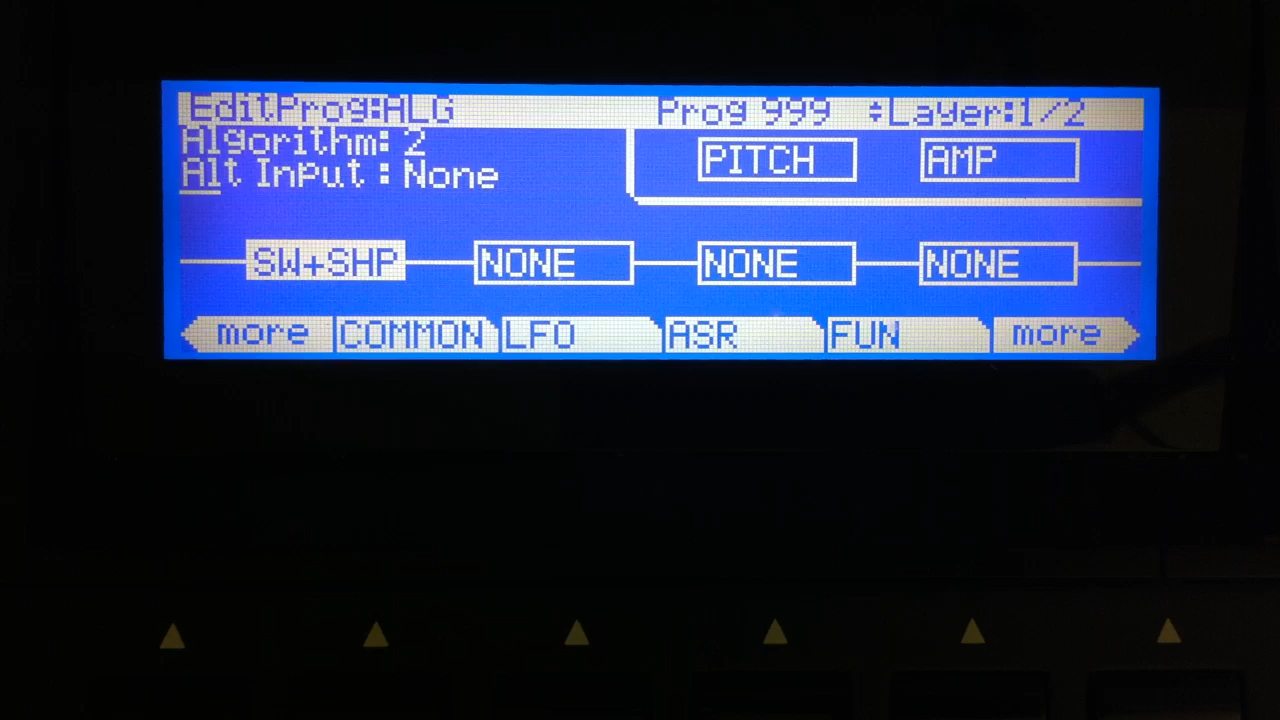 EditProg:ALG Prog 999 Layer:1/2
Algorithm: 2
PITCH AMP
Alt Input : None
SW+SHP NONE NONE NONE
more COMMON LFO ASR FUN more